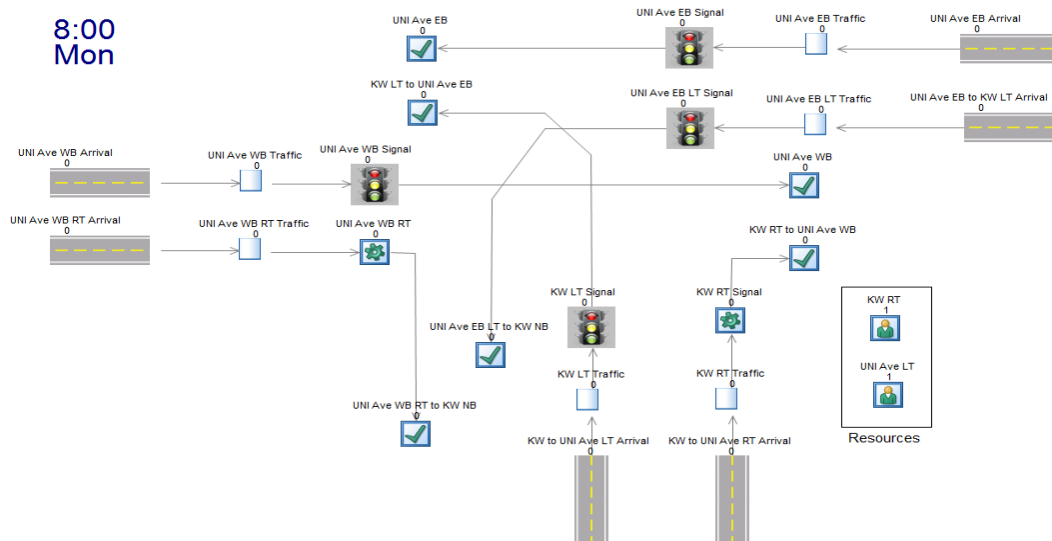 8:00
Mon
UNI Ave EB
0
UNI Ave EB Signal
0
UNI Ave EB Traffic
0
UNI Ave EB Arrival
0
KW LT to UNI Ave EB
0
UNI Ave EB LT Signal
0
UNI Ave EB LT Traffic
0
UNI Ave EB to KW LT Arrival
0
UNI Ave WB Arrival
0
UNI Ave WB Traffic
0
UNI Ave WB Signal
0
UNI Ave WB
0
UNI Ave WB RT Arrival
0
UNI Ave WB RT Traffic
0
UNI Ave WB RT
0
KW RT to UNI Ave WB
0
KW LT Signal
0
KW RT Signal
0
KW RT
1
UNI Ave EB LT to KW NB
0
UNI Ave LT
1
KW LT Traffic
0
KW RT Traffic
0
UNI Ave WB RT to KW NB
0
Resources
KW to UNI Ave LT Arrival
0
KW to UNI Ave RT Arrival
0